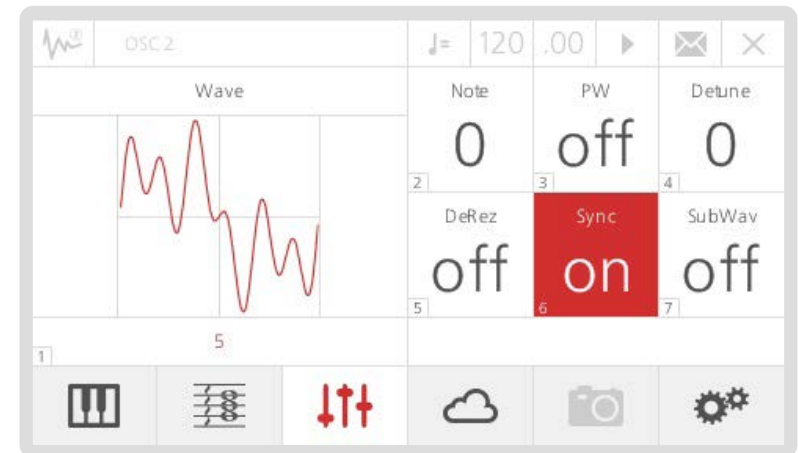 OSC 2 ♩= 120 .00
Wave
Note PW Detune
0 off 0
2 3 4
DeRez Sync SubWav
off on off
5 6 7
5
1